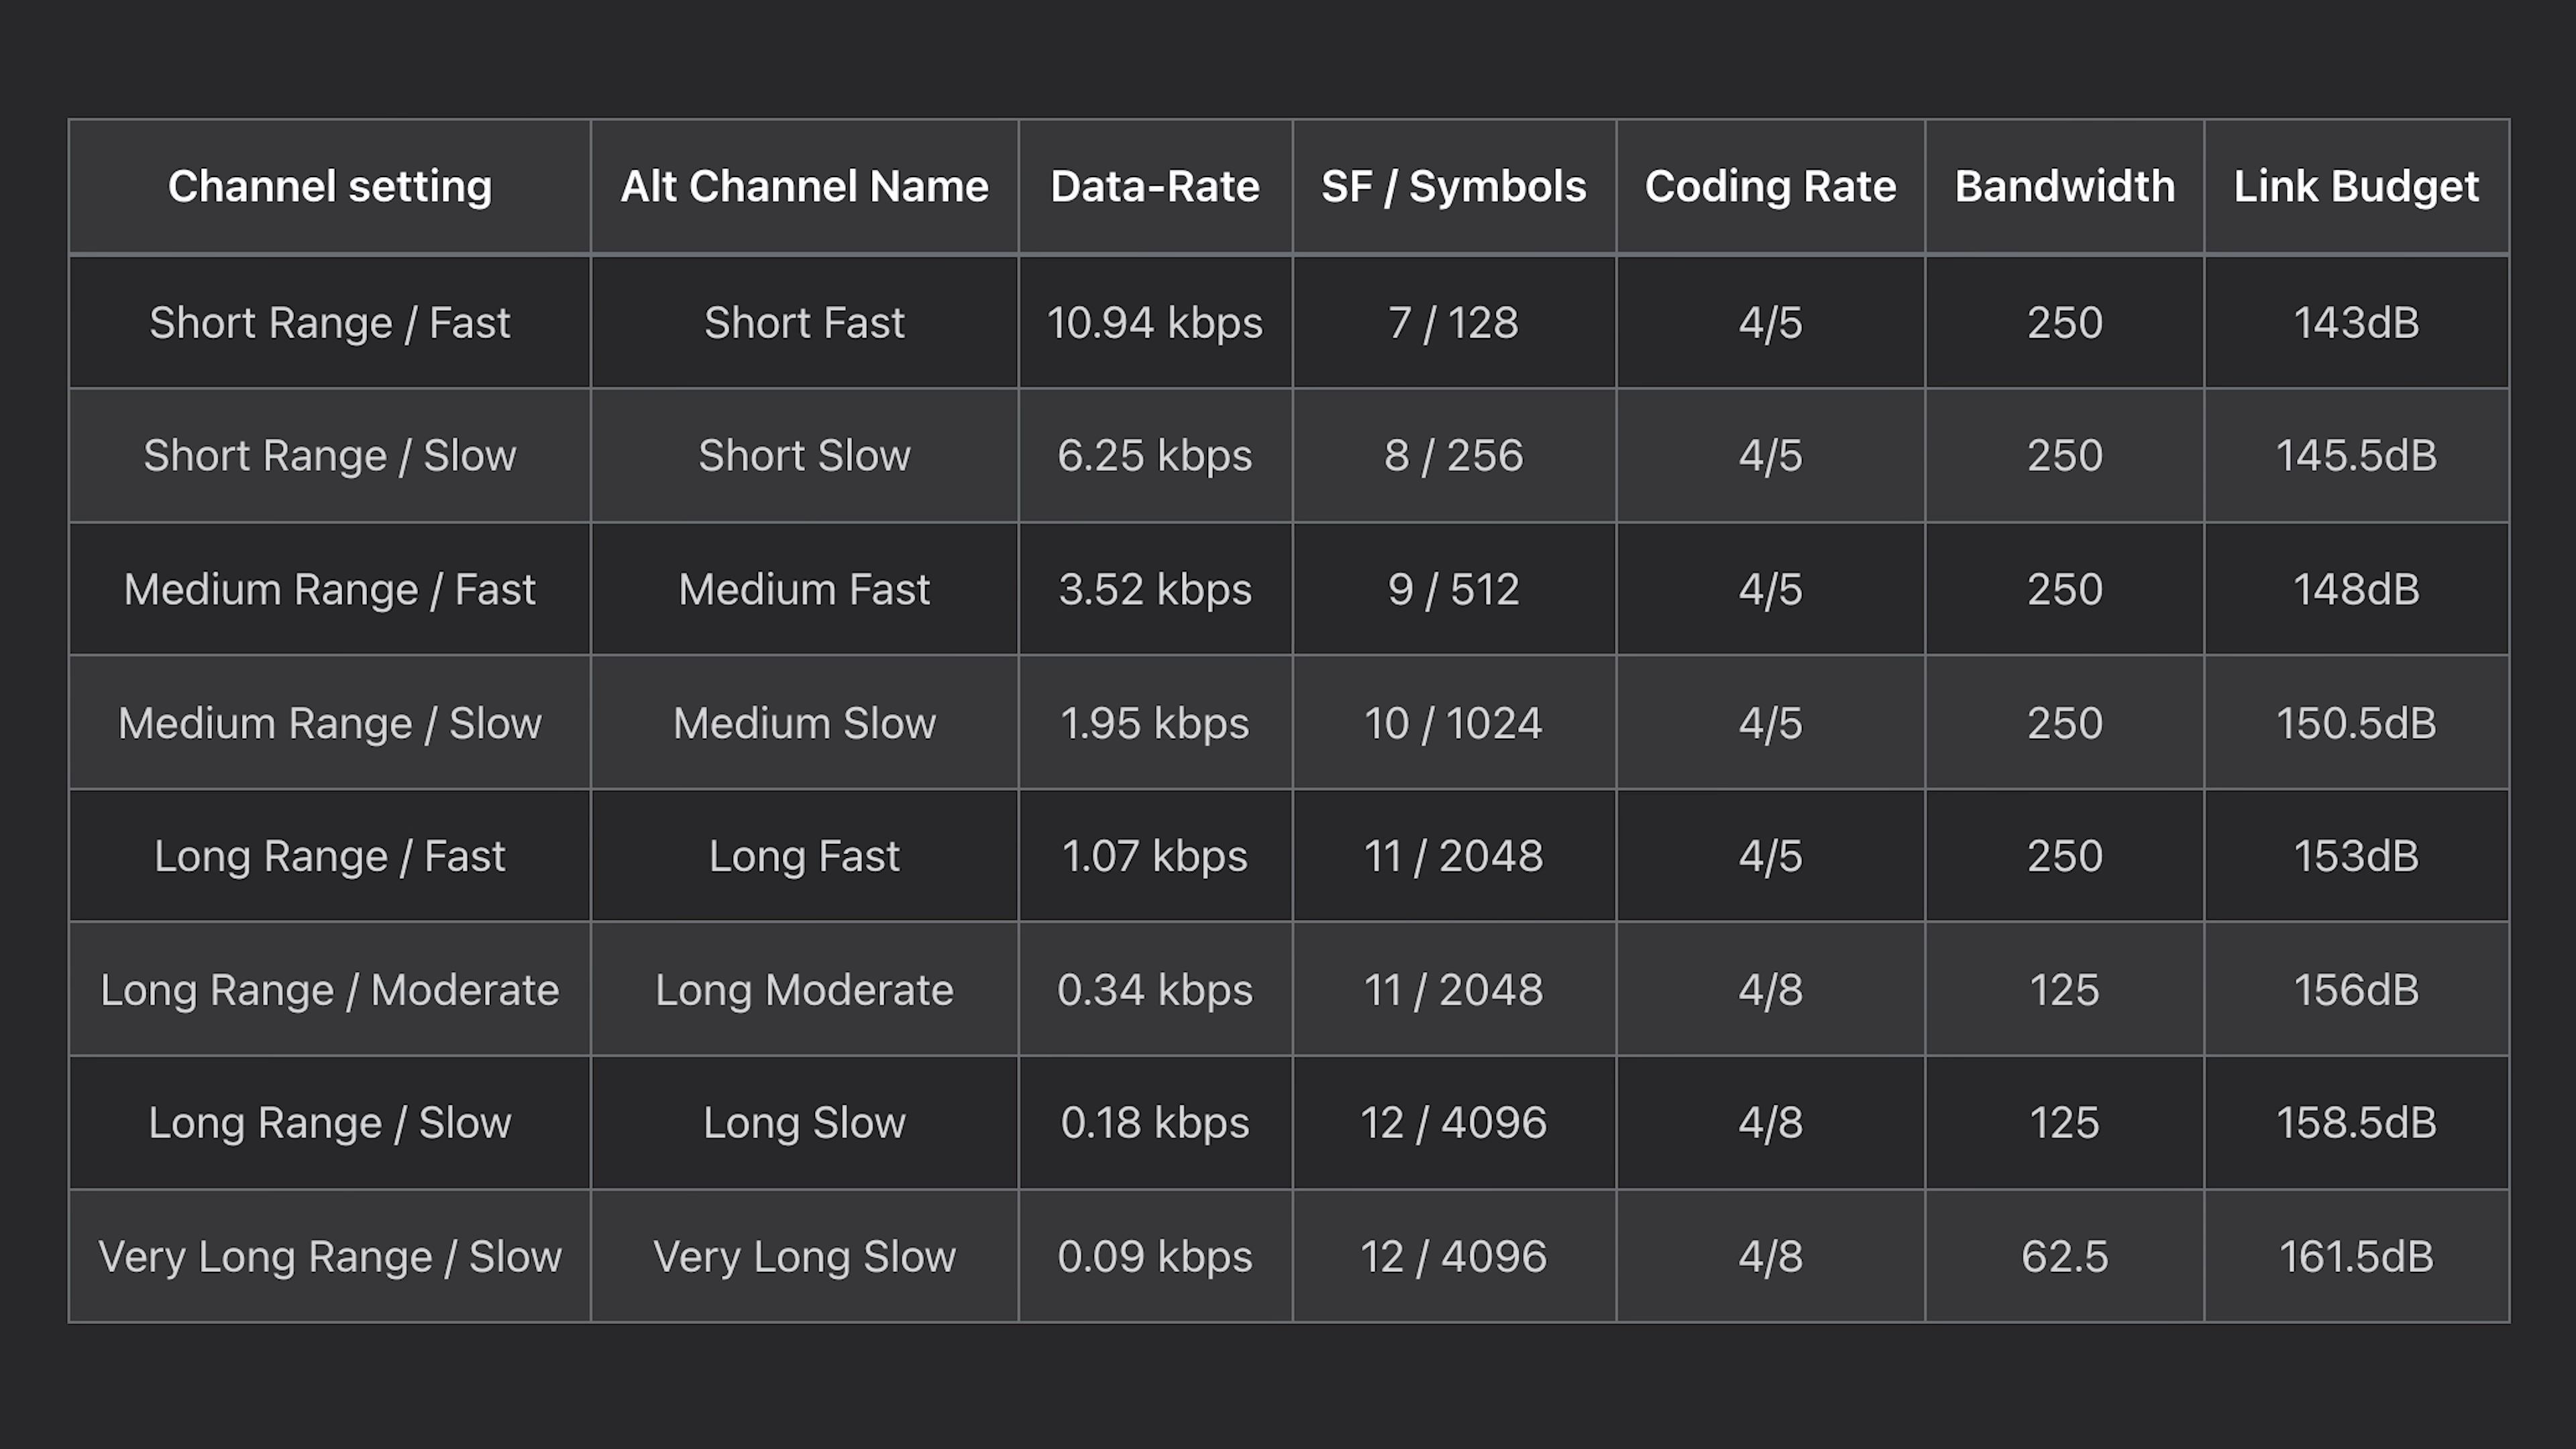 Channel setting Alt Channel Name Data-Rate SF / Symbols Coding Rate Bandwidth Link Budget
Short Range / Fast Short Fast 10.94 kbps 7 / 128 4/5 250 143dB
Short Range / Slow Short Slow 6.25 kbps 8 / 256 4/5 250 145.5dB
Medium Range / Fast Medium Fast 3.52 kbps 9 / 512 4/5 250 148dB
Medium Range / Slow Medium Slow 1.95 kbps 10 / 1024 4/5 250 150.5dB
Long Range / Fast Long Fast 1.07 kbps 11 / 2048 4/5 250 153dB
Long Range / Moderate Long Moderate 0.34 kbps 11 / 2048 4/8 125 156dB
Long Range / Slow Long Slow 0.18 kbps 12 / 4096 4/8 125 158.5dB
Very Long Range / Slow Very Long Slow 0.09 kbps 12 / 4096 4/8 62.5 161.5dB